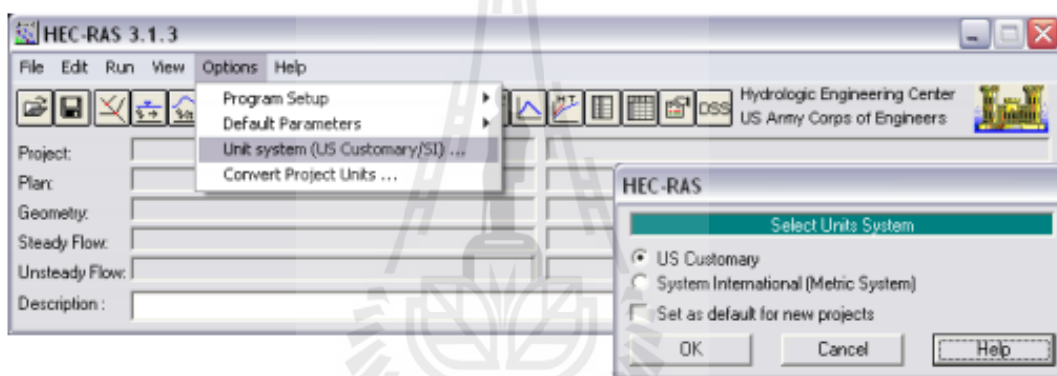 HEC-RAS 3.1.3
File Edit Run View Options Help
Program Setup
Default Parameters
Unit system (US Customary/SI) ...
Convert Project Units ...
DSS
Hydrologic Engineering Center
US Army Corps of Engineers
Project:
Plan:
Geometry:
Steady Flow:
Unsteady Flow:
Description :
HEC-RAS
Select Units System
US Customary
System International (Metric System)
Set as default for new projects
OK Cancel Help